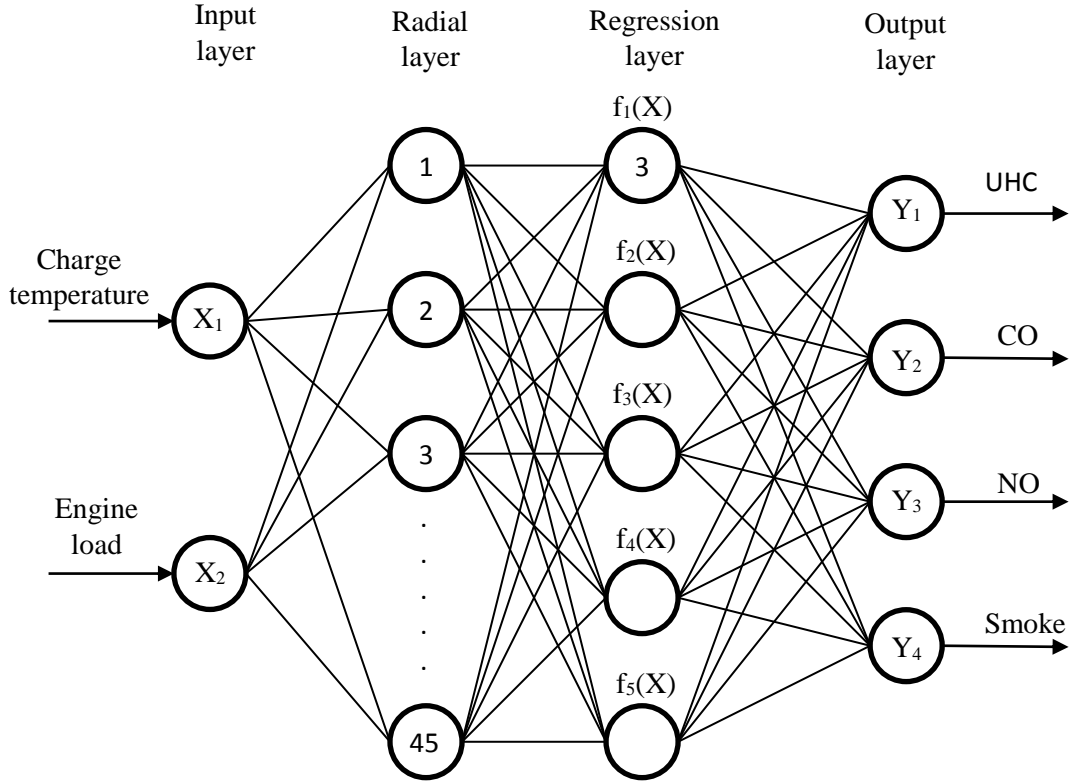 Input
layer
Radial
layer
Regression
layer
Output
layer
f₁(X)
1
3
UHC
Y₁
f₂(X)
Charge
temperature
2
X₁
CO
Y₂
f₃(X)
3
NO
Y₃
Engine
load
f₄(X)
X₂
Smoke
Y₄
f₅(X)
45